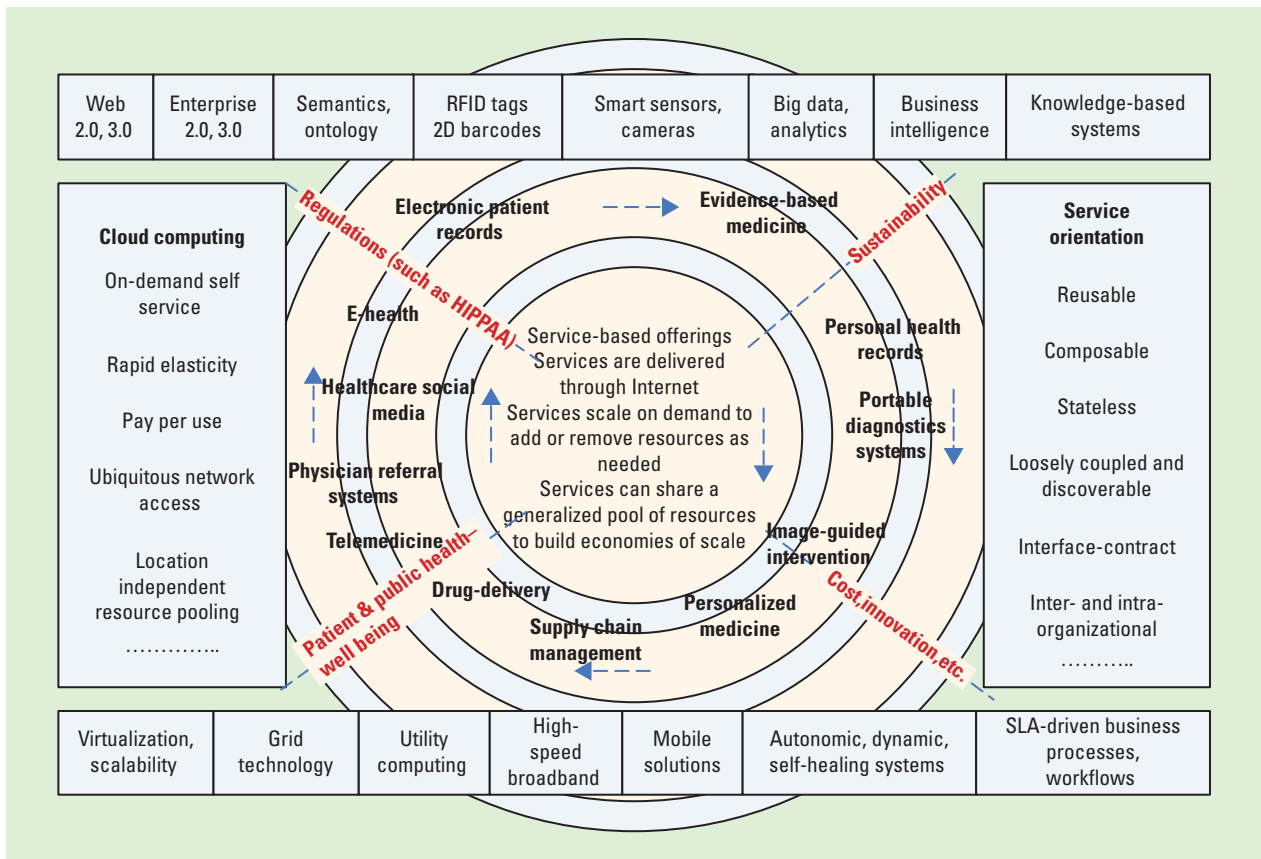 Web
2.0, 3.0
Enterprise
2.0, 3.0
Semantics,
ontology
RFID tags
2D barcodes
Smart sensors,
cameras
Big data,
analytics
Business
intelligence
Knowledge-based
systems
Cloud computing
On-demand self
service
Rapid elasticity
Pay per use
Ubiquitous network
access
Location
independent
resource pooling
…………..
Regulations (such as HIPPAA)
Sustainability
Electronic patient
records
Evidence-based
medicine
E-health
Healthcare social
media
Physician referral
systems
Telemedicine
Drug-delivery
Supply chain
management
Personalized
medicine
Image-guided
intervention
Portable
diagnostics
systems
Personal health
records
Service-based offerings
Services are delivered
through Internet
Services scale on demand to
add or remove resources as
needed
Services can share a
generalized pool of resources
to build economies of scale
Patient & public health–
well being
Cost,innovation,etc.
Service
orientation
Reusable
Composable
Stateless
Loosely coupled and
discoverable
Interface-contract
Inter- and intra-
organizational
………..
Virtualization,
scalability
Grid
technology
Utility
computing
High-
speed
broadband
Mobile
solutions
Autonomic, dynamic,
self-healing systems
SLA-driven business
processes,
workflows